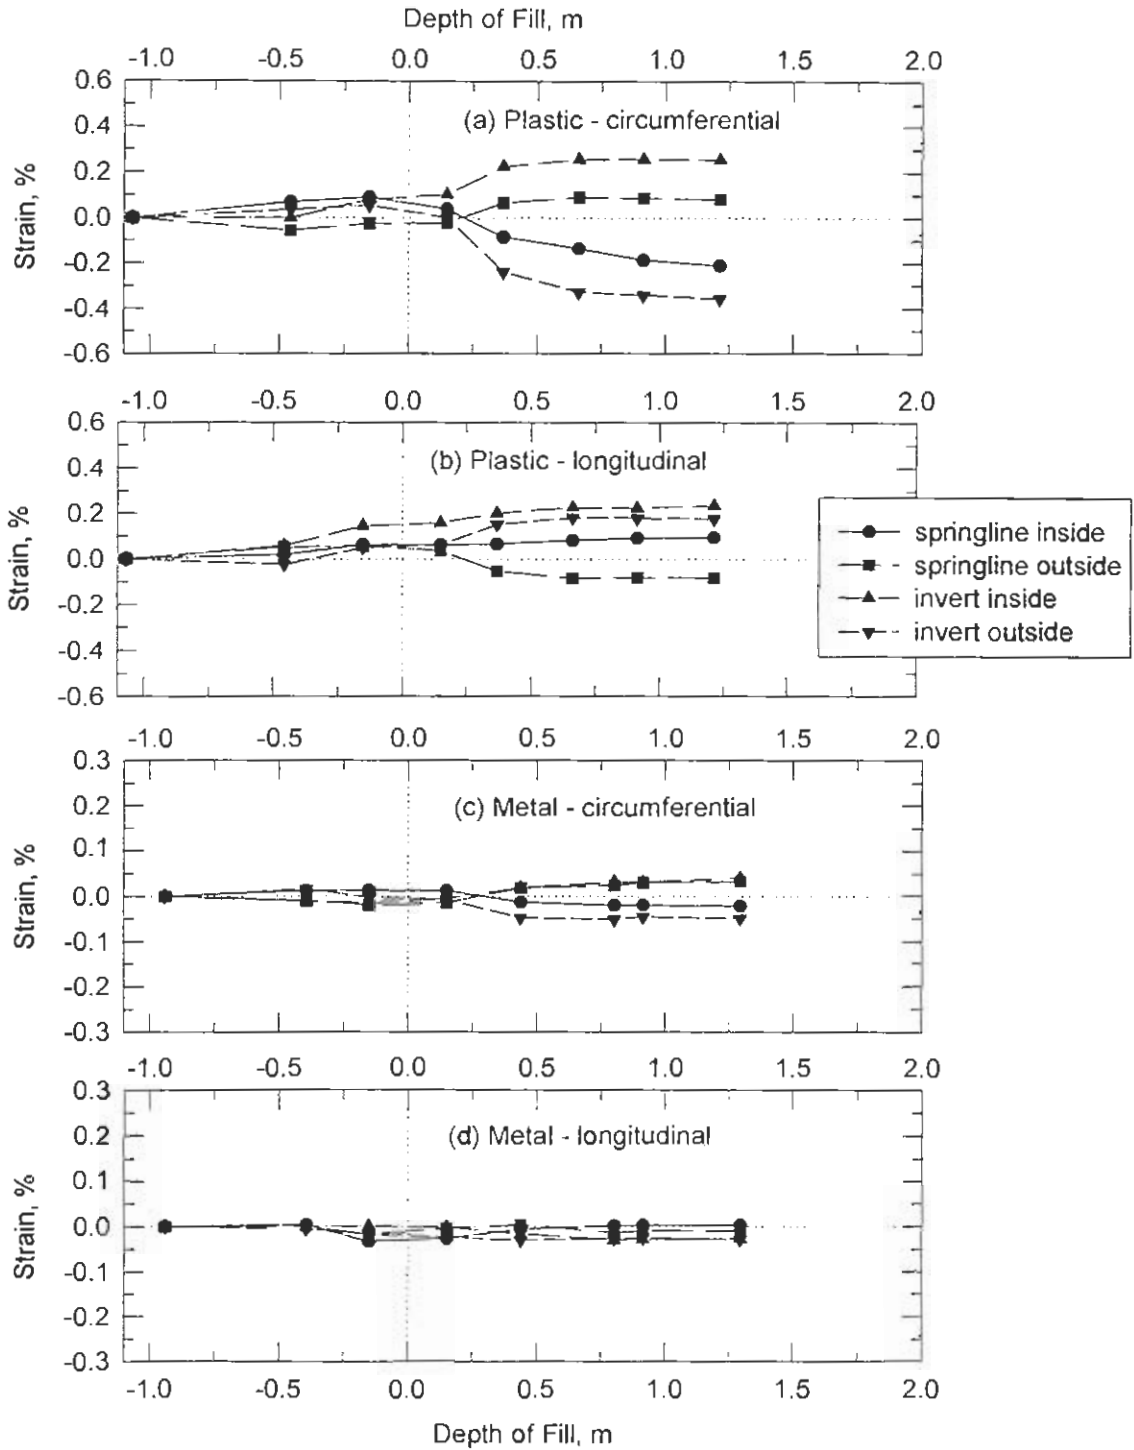 Depth of Fill, m
-1.0 -0.5 0.0 0.5 1.0 1.5 2.0
0.6
(a) Plastic - circumferential
0.4
0.2
0.0
-0.2
-0.4
-0.6
Strain, %
-1.0 -0.5 0.0 0.5 1.0 1.5 2.0
0.6
(b) Plastic - longitudinal
0.4
0.2
0.0
-0.2
-0.4
-0.6
Strain, %
springline inside
springline outside
invert inside
invert outside
-1.0 -0.5 0.0 0.5 1.0 1.5 2.0
0.3
(c) Metal - circumferential
0.2
0.1
0.0
-0.1
-0.2
-0.3
Strain, %
-1.0 -0.5 0.0 0.5 1.0 1.5 2.0
0.3
(d) Metal - longitudinal
0.2
0.1
0.0
-0.1
-0.2
-0.3
Strain, %
-1.0 -0.5 0.0 0.5 1.0 1.5 2.0
Depth of Fill, m